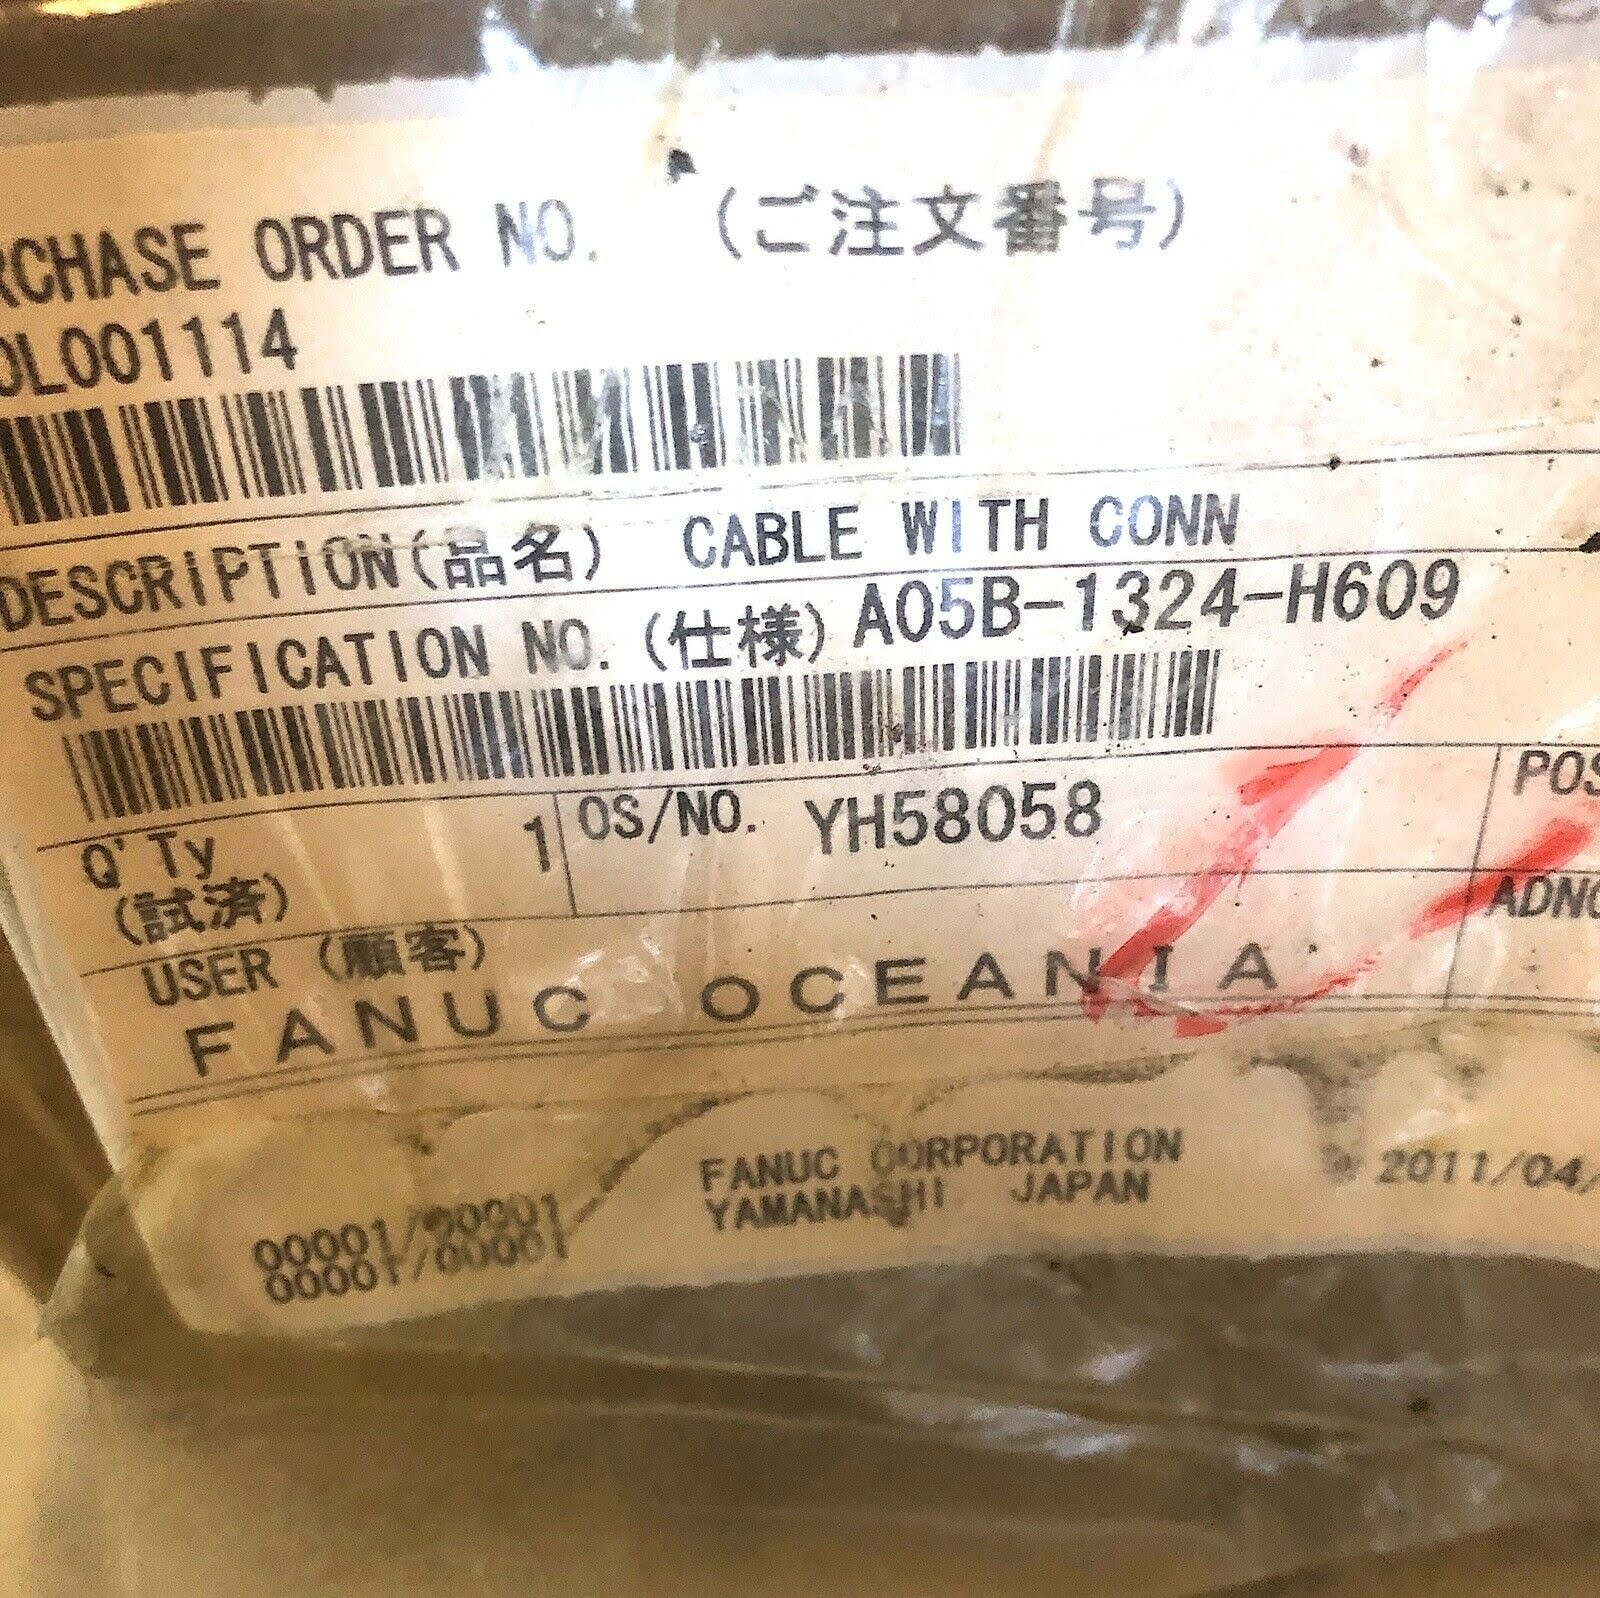 RCHASE ORDER NO. (ご注文番号)
OL001114
DESCRIPTION(品名) CABLE WITH CONN
SPECIFICATION NO.(仕様) A05B-1324-H609
Q'Ty 1 OS/NO. YH58058 POS
(試済)
USER (顧客) ADNO
FANUC OCEANIA
FANUC CORPORATION 2011/04/
YAMANASHI JAPAN
00001/00001
00001/00001